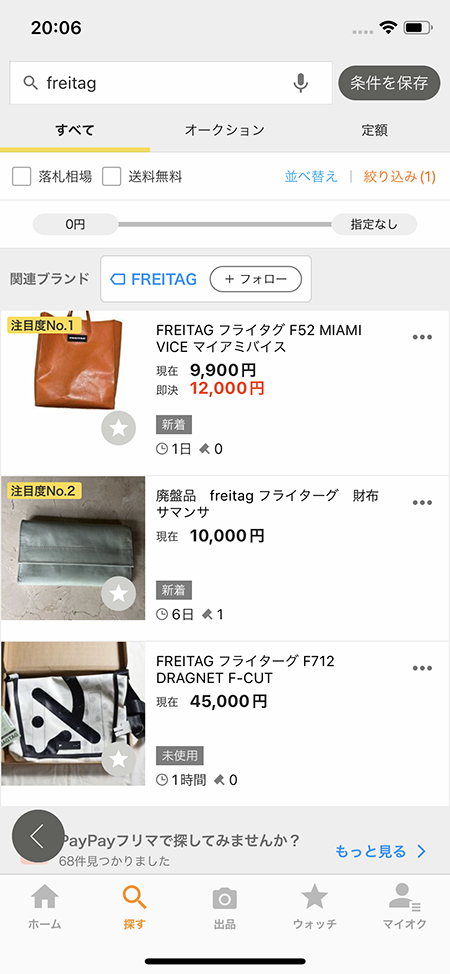 20:06
freitag
条件を保存
すべて
オークション
定額
落札相場
送料無料
並べ替え
絞り込み(1)
0円
指定なし
関連ブランド
FREITAG
+ フォロー
注目度No.1
FREITAG
FREITAG フライタグ F52 MIAMI
VICE マイアミバイス
現在 9,900円
即決 12,000円
新着
1日 0
注目度No.2
廃盤品 freitag フライターグ 財布
サマンサ
現在 10,000円
新着
6日 1
FREITAG フライターグ F712
DRAGNET F-CUT
現在 45,000円
未使用
1時間 0
PayPayフリマで探してみませんか？
68件見つかりました
もっと見る
ホーム
探す
出品
ウォッチ
マイオク